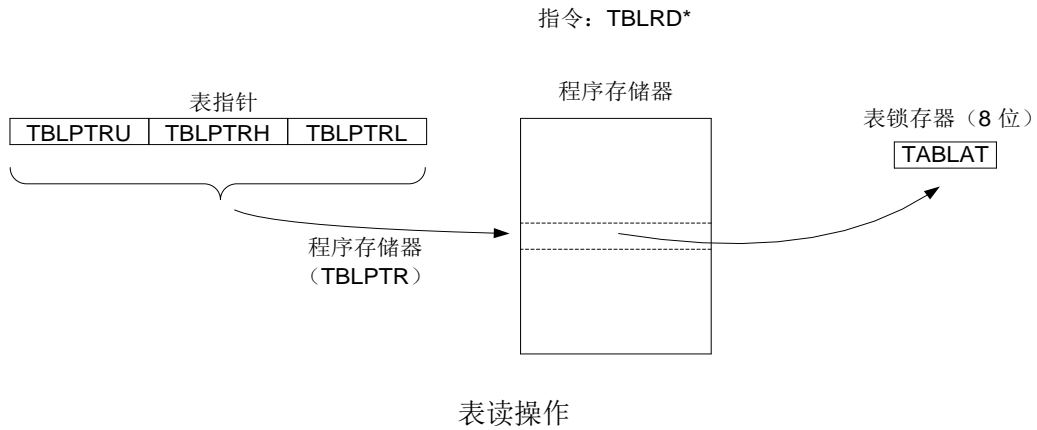 指令：TBLRD*
表指针
TBLPTRU TBLPTRH TBLPTRL
程序存储器
表锁存器（8 位）
TABLAT
程序存储器
（TBLPTR）
表读操作